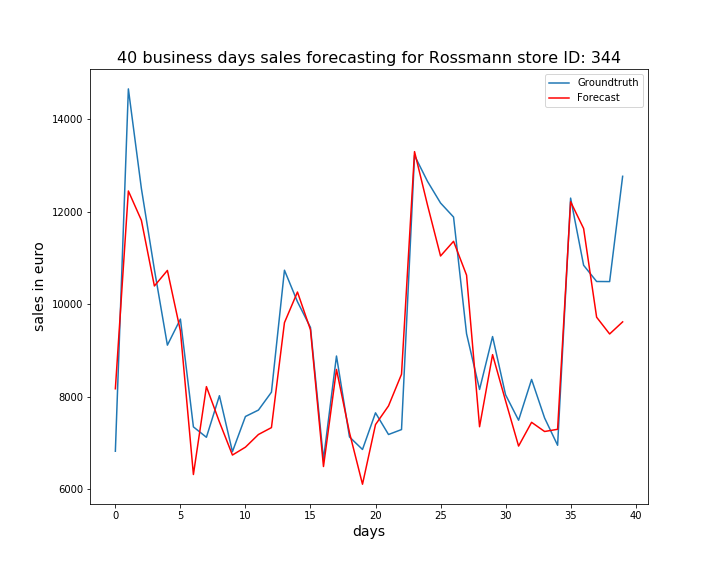 40 business days sales forecasting for Rossmann store ID: 344
Groundtruth
Forecast
14000
12000
10000
8000
6000
sales in euro
0 5 10 15 20 25 30 35 40
days